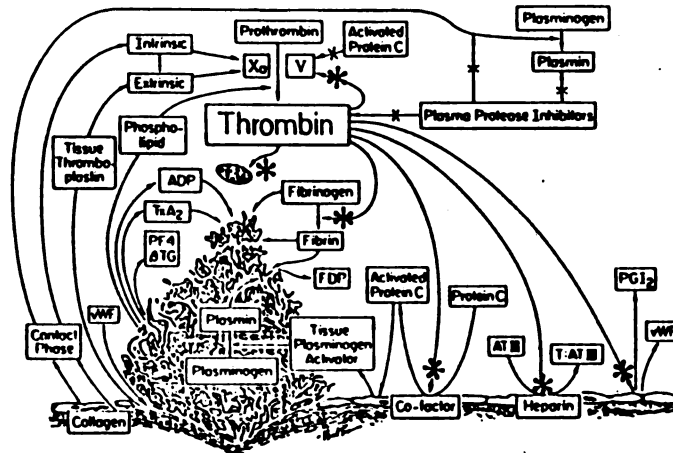 Prothrombin
Activated
Protein C
Plasminogen
Intrinsic
Xa
V
Plasmin
Extrinsic
Plasma Protease Inhibitors
Phospho-
lipid
Thrombin
Tissue
Thrombo-
plastin
ADP
Fibrinogen
TxA2
Fibrin
PF4
βTG
FDP
Activated
Protein C
Protein C
PGI2
vWF
Plasmin
Tissue
Plasminogen
Activator
AT III
T:AT III
vWF
Contact
Phase
Plasminogen
Collagen
Co-factor
Heparin